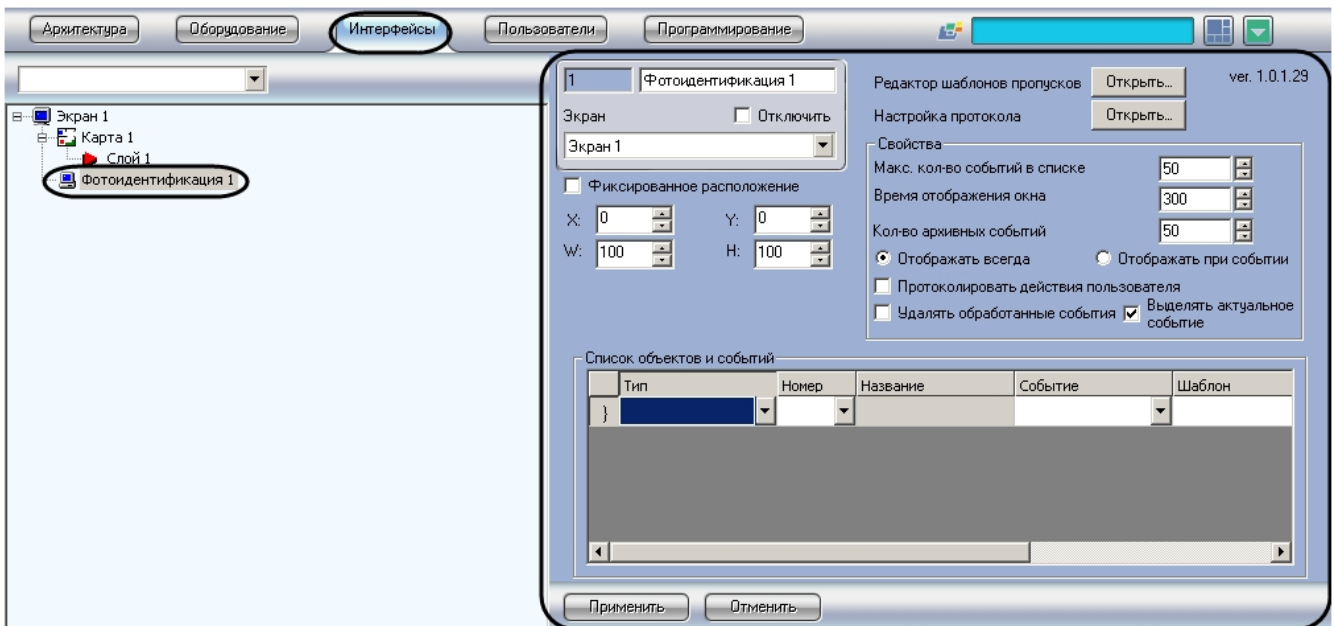 Архитектура Оборудование Интерфейсы Пользователи Программирование
Экран 1
Карта 1
Слой 1
Фотоидентификация 1
1 Фотоидентификация 1
Экран Отключить
Экран 1
Фиксированное расположение
X: 0 Y: 0
W: 100 H: 100
Редактор шаблонов пропусков Открыть... ver. 1.0.1.29
Настройка протокола Открыть...
Свойства
Макс. кол-во событий в списке 50
Время отображения окна 300
Кол-во архивных событий 50
Отображать всегда Отображать при событии
Протоколировать действия пользователя
Удалять обработанные события Выделять актуальное
событие
Список объектов и событий
Тип Номер Название Событие Шаблон
Применить Отменить